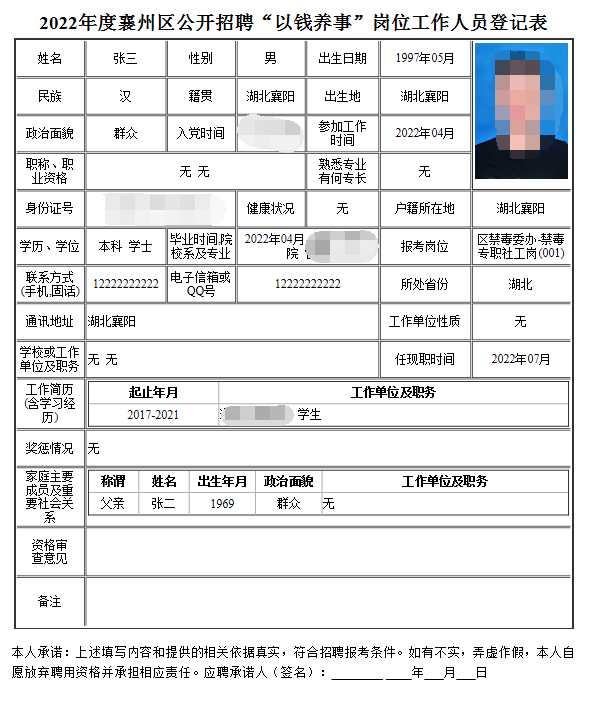 2022年度襄州区公开招聘“以钱养事”岗位工作人员登记表
姓名 张三 性别 男 出生日期 1997年05月
民族 汉 籍贯 湖北襄阳 出生地 湖北襄阳
政治面貌 群众 入党时间 参加工作
时间 2022年04月
职称、职
业资格 无 无 熟悉专业
有何专长 无
身份证号 健康状况 无 户籍所在地 湖北襄阳
学历、学位 本科 学士 毕业时间,院
校系及专业 2022年04月
院 报考岗位 区禁毒委办-禁毒
专职社工岗(001)
联系方式
(手机,固话) 12222222222 电子信箱或
QQ号 12222222222 所处省份 湖北
通讯地址 湖北襄阳 工作单位性质 无
学校或工作
单位及职务 无 无 任现职时间 2022年07月
工作简历
(含学习经
历) 起止年月 工作单位及职务
2017-2021 学生
奖惩情况 无
家庭主要
成员及重
要社会关
系 称谓 姓名 出生年月 政治面貌 工作单位及职务
父亲 张二 1969 群众 无
资格审
查意见
备注
本人承诺：上述填写内容和提供的相关依据真实，符合招聘报考条件。如有不实，弄虚作假，本人自
愿放弃聘用资格并承担相应责任。应聘承诺人（签名）：________ ____年___月___日